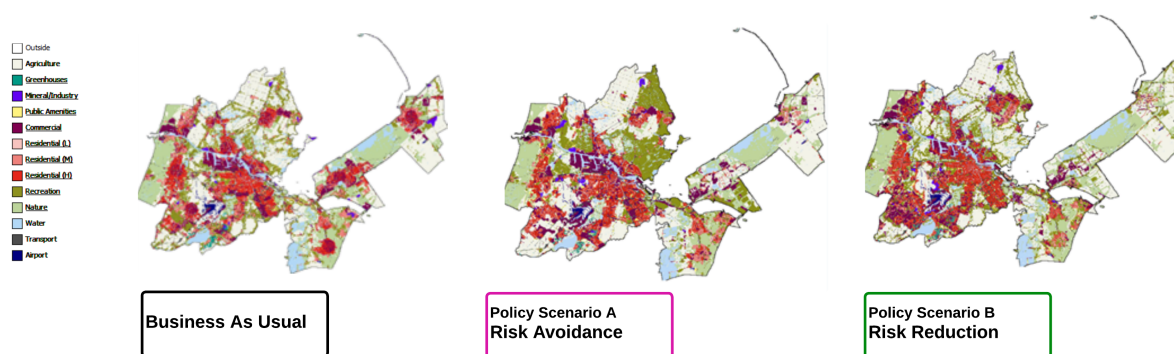 Outside
Agriculture
Greenhouses
Mineral/Industry
Public Amenities
Commercial
Residential (L)
Residential (M)
Residential (H)
Recreation
Nature
Water
Transport
Airport
Business As Usual
Policy Scenario A
Risk Avoidance
Policy Scenario B
Risk Reduction